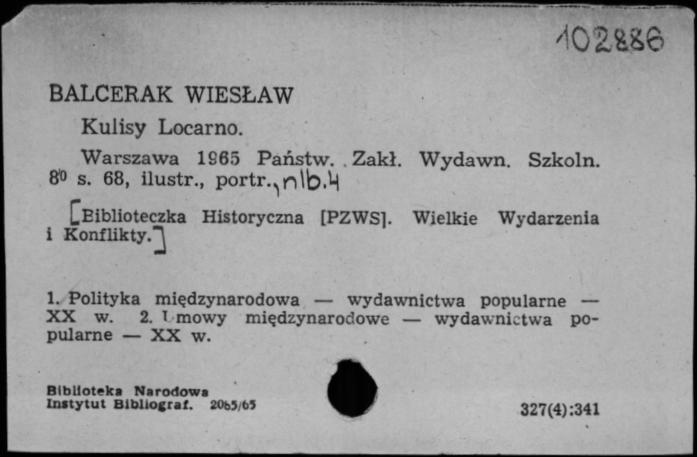 102886
BALCERAK WIESŁAW
Kulisy Locarno.
Warszawa 1965 Państw. Zakł. Wydawn. Szkoln.
8⁰ s. 68, ilustr., portr., nlb. 4
[Biblioteczka Historyczna [PZWS]. Wielkie Wydarzenia
i Konflikty.]
1. Polityka międzynarodowa — wydawnictwa popularne —
XX w. 2. Umowy międzynarodowe — wydawnictwa po-
pularne — XX w.
Biblioteka Narodowa
Instytut Bibliograf. 2065/65
327(4):341